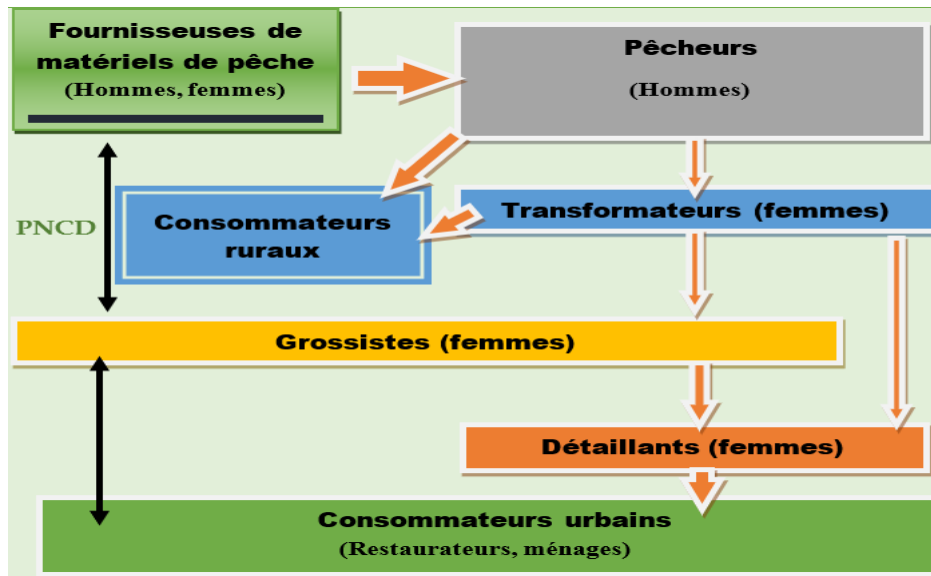 Fournisseuses de
matériels de pêche
(Hommes, femmes)
Pêcheurs
(Hommes)
PNCD
Consommateurs
ruraux
Transformateurs (femmes)
Grossistes (femmes)
Détaillants (femmes)
Consommateurs urbains
(Restaurateurs, ménages)